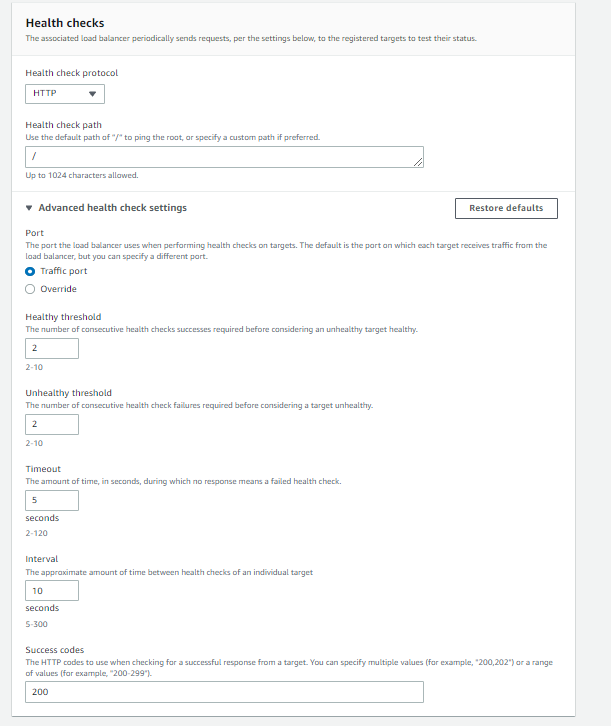 Health checks
The associated load balancer periodically sends requests, per the settings below, to the registered targets to test their status.
Health check protocol
HTTP
Health check path
Use the default path of "/" to ping the root, or specify a custom path if preferred.
/
Up to 1024 characters allowed.
Advanced health check settings
Restore defaults
Port
The port the load balancer uses when performing health checks on targets. The default is the port on which each target receives traffic from the
load balancer, but you can specify a different port.
Traffic port
Override
Healthy threshold
The number of consecutive health checks successes required before considering an unhealthy target healthy.
2
2-10
Unhealthy threshold
The number of consecutive health check failures required before considering a target unhealthy.
2
2-10
Timeout
The amount of time, in seconds, during which no response means a failed health check.
5
seconds
2-120
Interval
The approximate amount of time between health checks of an individual target
10
seconds
5-300
Success codes
The HTTP codes to use when checking for a successful response from a target. You can specify multiple values (for example, "200,202") or a range
of values (for example, "200-299").
200